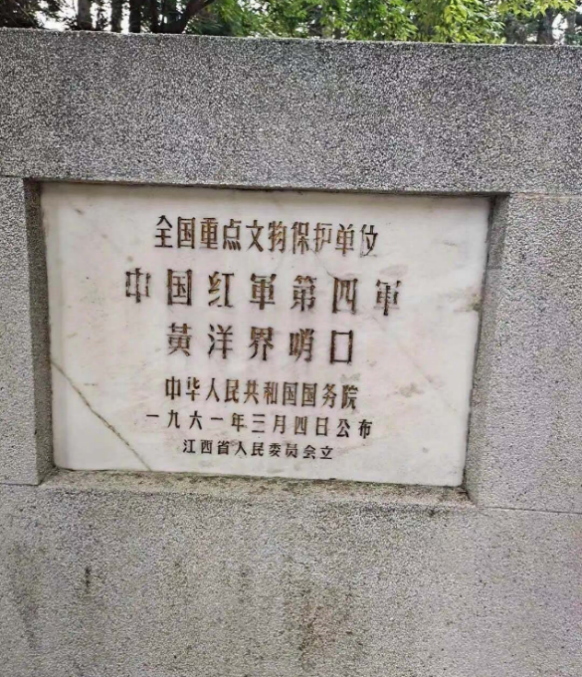 全国重点文物保护单位
中国红軍第四軍
黄洋界哨口
中华人民共和国国务院
一九六一年三月四日公布
江西省人民委员会立